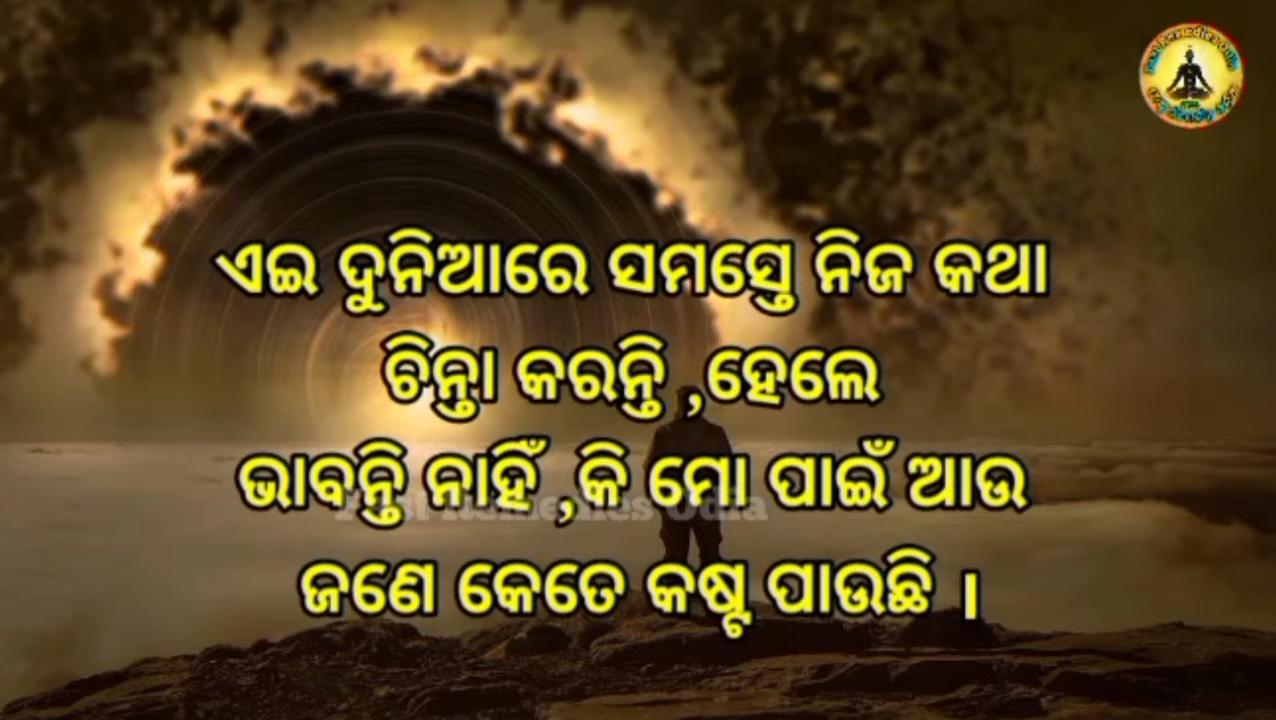 ଏଇ ଦୁନିଆରେ ସମସ୍ତେ ନିଜ କଥା
ଚିନ୍ତା କରନ୍ତି ,ହେଲେ
ଭାବନ୍ତି ନାହିଁ ,କି ମୋ ପାଇଁ ଆଉ
ଜଣେ କେତେ କଷ୍ଟ ପାଉଛି ।